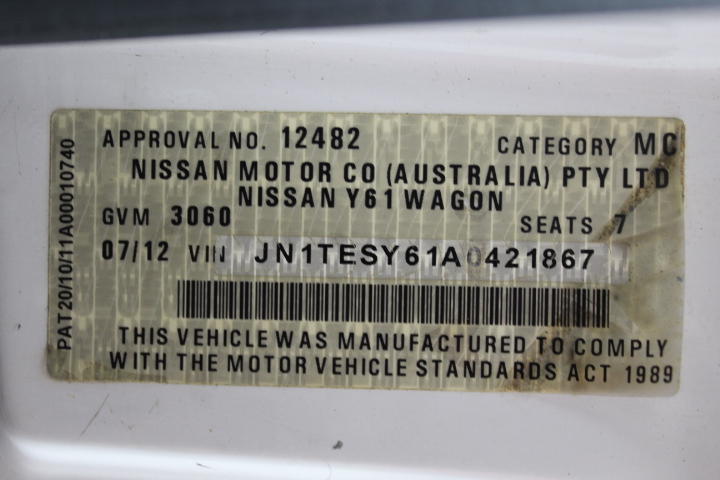 APPROVAL NO. 12482 CATEGORY MC
NISSAN MOTOR CO (AUSTRALIA) PTY LTD
NISSAN Y61 WAGON
GVM 3060 SEATS 7
07/12 VIN JN1TESY61A0421867
THIS VEHICLE WAS MANUFACTURED TO COMPLY
WITH THE MOTOR VEHICLE STANDARDS ACT 1989
PAT20/10/11A00010740